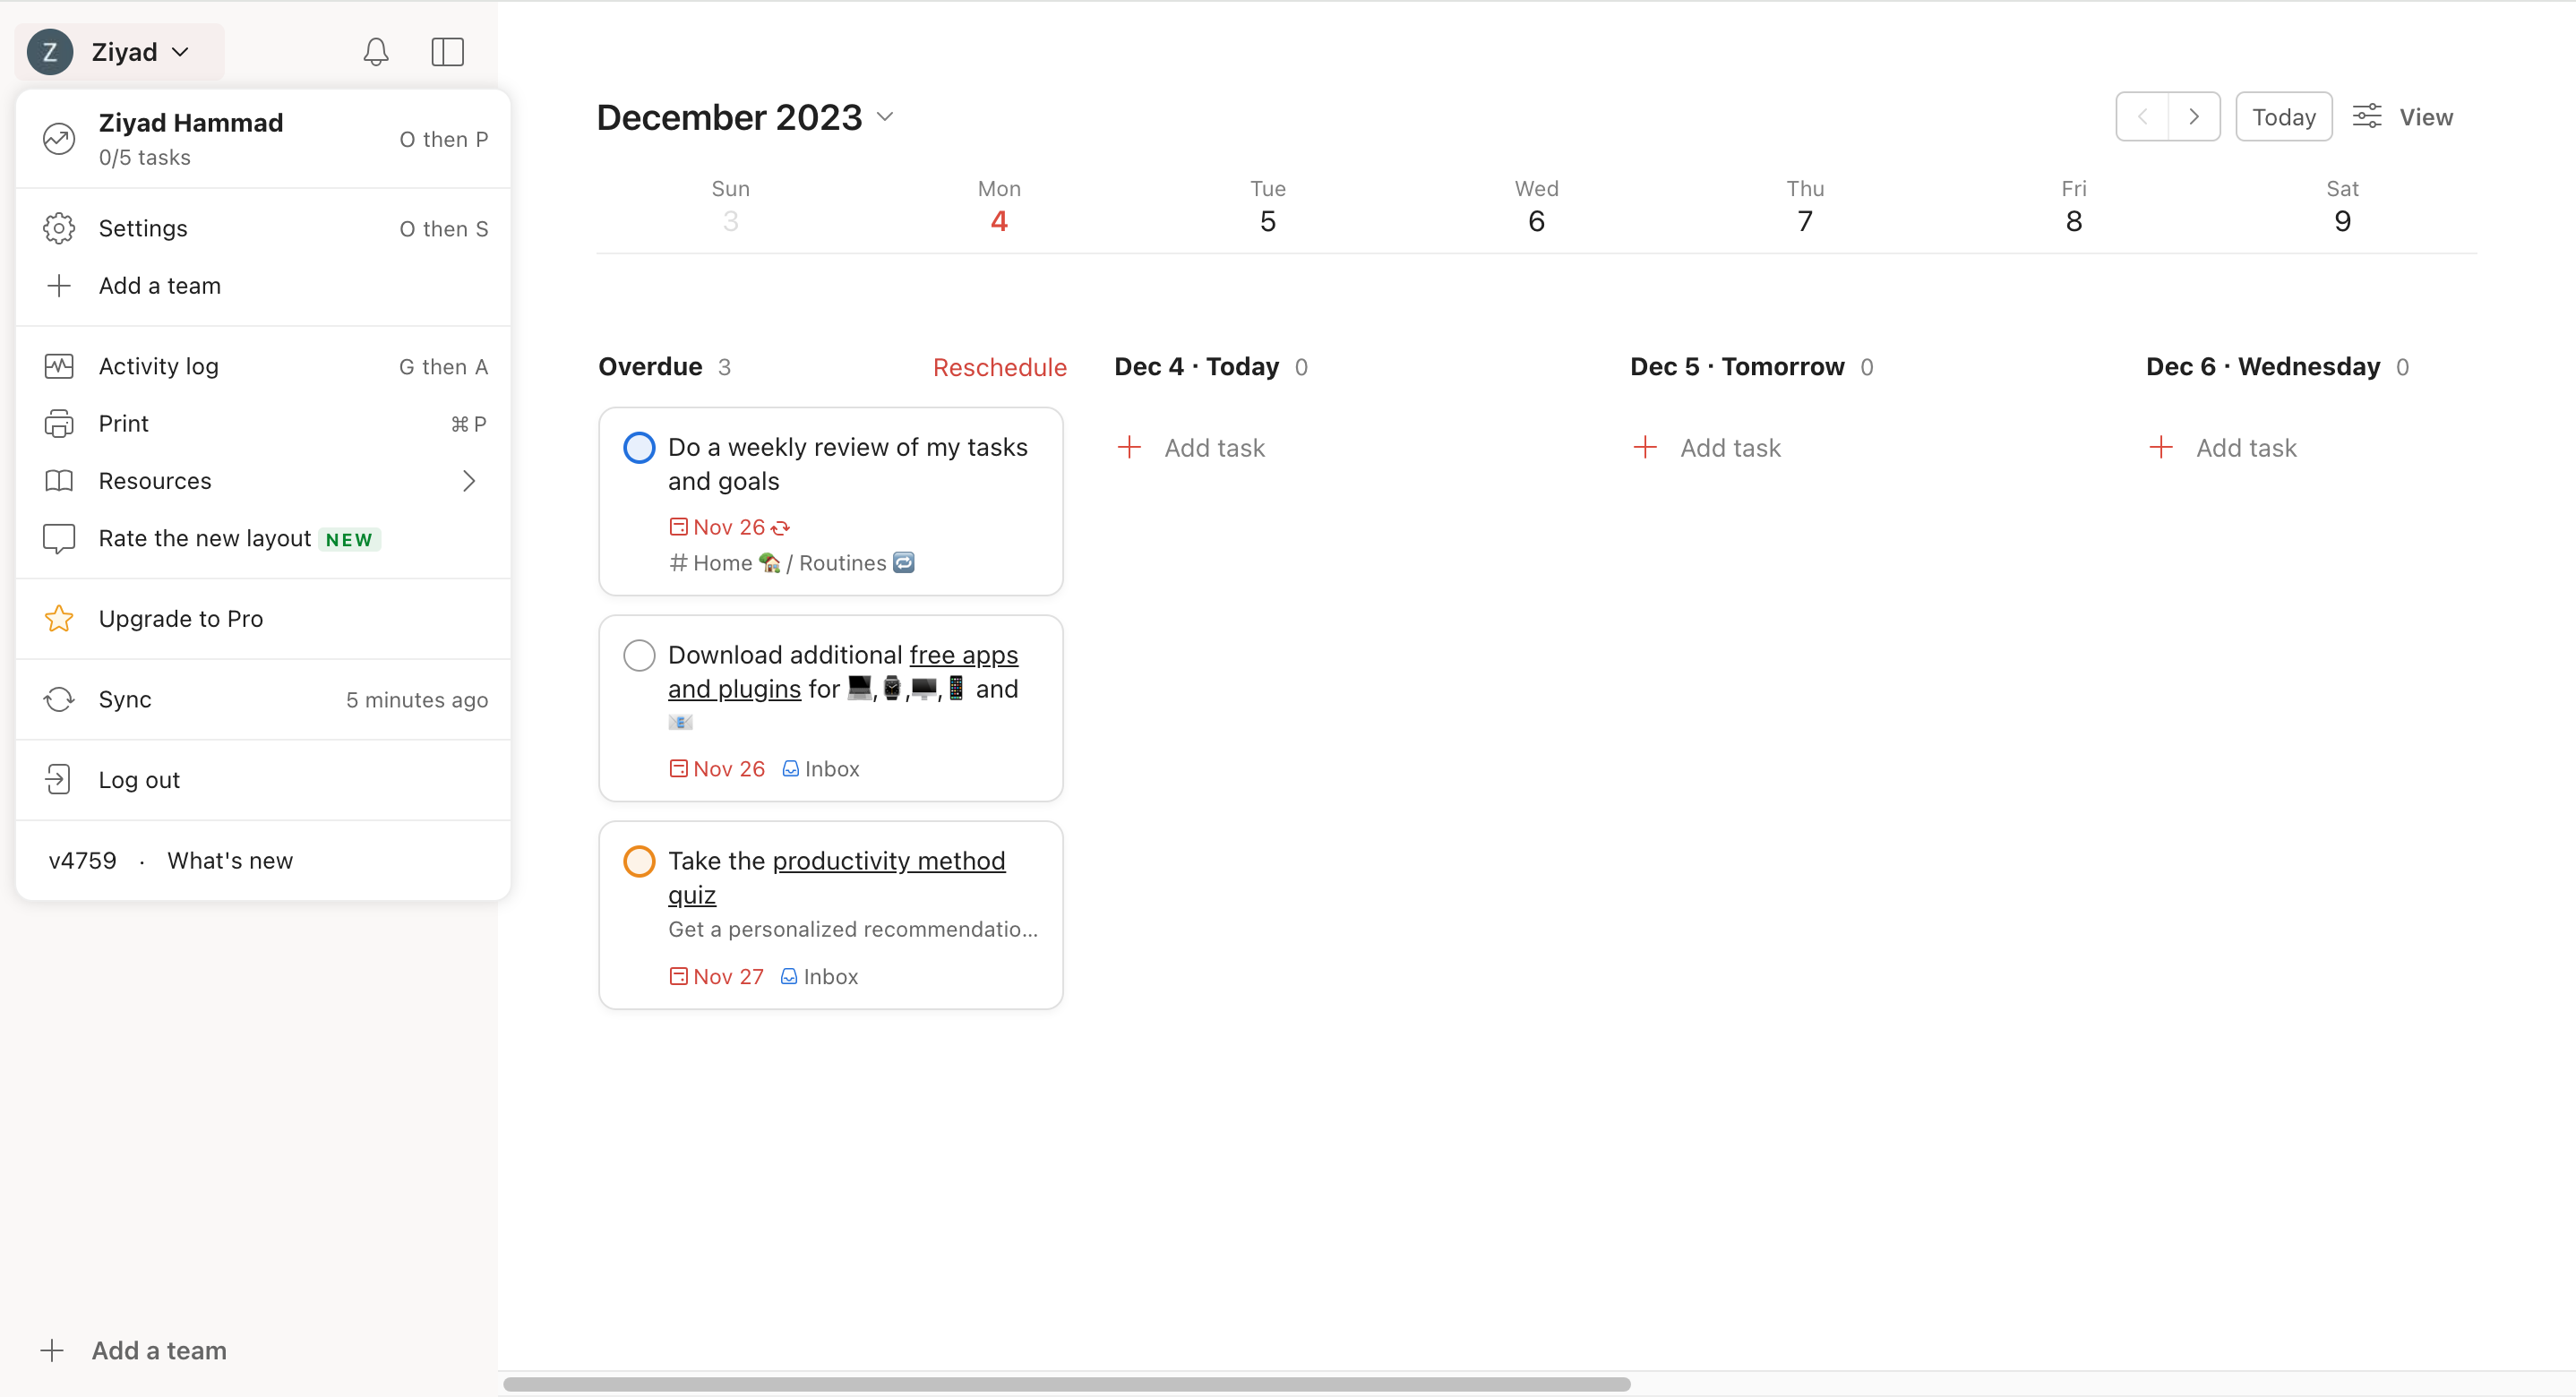 Z Ziyad
Ziyad Hammad
0/5 tasks
O then P
Settings O then S
Add a team
Activity log G then A
Print ⌘ P
Resources
Rate the new layout NEW
Upgrade to Pro
Sync 5 minutes ago
Log out
v4759 · What's new
Add a team
December 2023
Today View
Sun Mon Tue Wed Thu Fri Sat
3 4 5 6 7 8 9
Overdue 3 Reschedule
Do a weekly review of my tasks
and goals
Nov 26
# Home 🏡 / Routines 🔁
Download additional free apps
and plugins for 💻,⌚,🖥,📱 and
📧
Nov 26 Inbox
Take the productivity method
quiz
Get a personalized recommendatio...
Nov 27 Inbox
Dec 4 · Today 0
Add task
Dec 5 · Tomorrow 0
Add task
Dec 6 · Wednesday 0
Add task